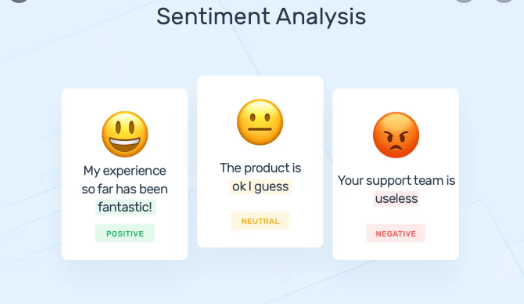 Sentiment Analysis
My experience
so far has been
fantastic!
POSITIVE
The product is
ok I guess
NEUTRAL
Your support team is
useless
NEGATIVE